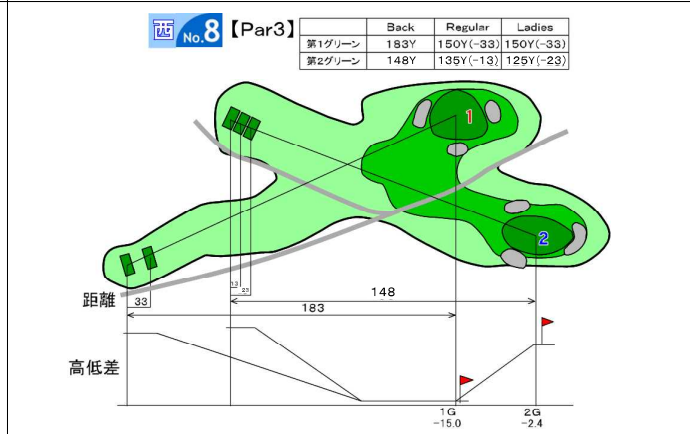 西 No.8 【Par3】
Back Regular Ladies
第1グリーン 183Y 150Y(-33) 150Y(-33)
第2グリーン 148Y 135Y(-13) 125Y(-23)
1
2
距離 33
13
23
148
183
高低差
1G 2G
-15.0 -2.4